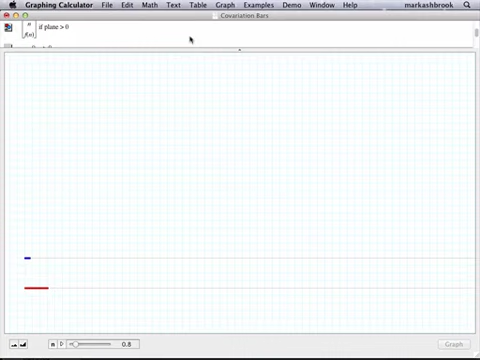 Graphing Calculator File Edit Math Text Table Graph Examples Demo Window Help markashbrook
Covariation Bars
n
f(n) if plane > 0
n D 0.8 Graph